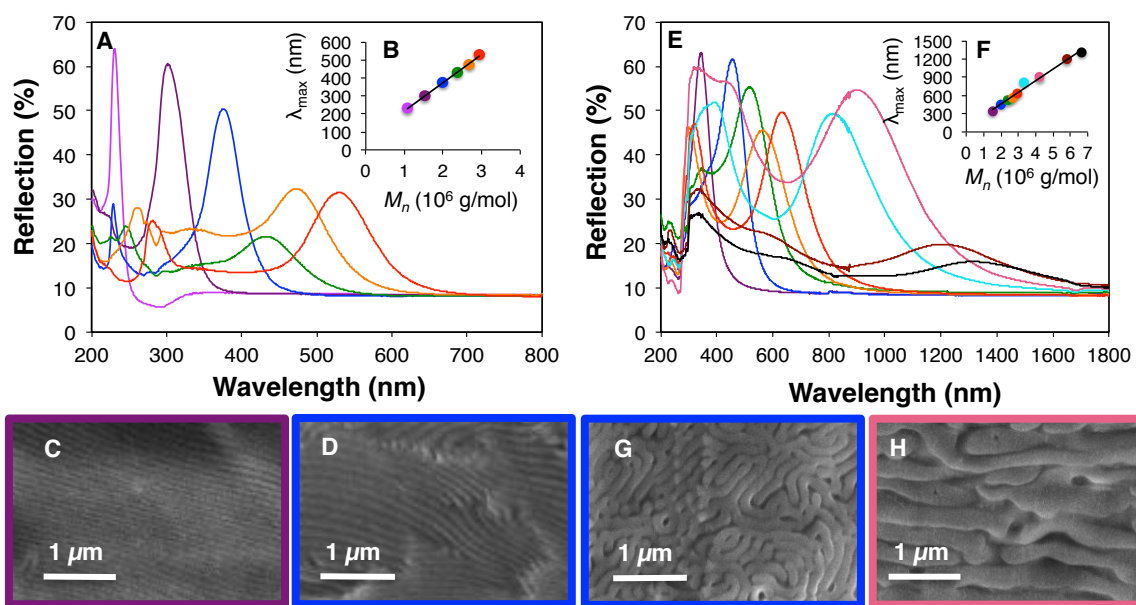 A
Reflection (%)
70
60
50
40
30
20
10
0
200 300 400 500 600 700 800
Wavelength (nm)
B
λmax (nm)
600
500
400
300
200
100
0
0 1 2 3 4
Mn (10⁶ g/mol)
E
Reflection (%)
70
60
50
40
30
20
10
0
200 400 600 800 1000 1200 1400 1600 1800
Wavelength (nm)
F
λmax (nm)
1500
1200
900
600
300
0
0 1 2 3 4 5 6 7
Mn (10⁶ g/mol)
C
1 μm
D
1 μm
G
1 μm
H
1 μm